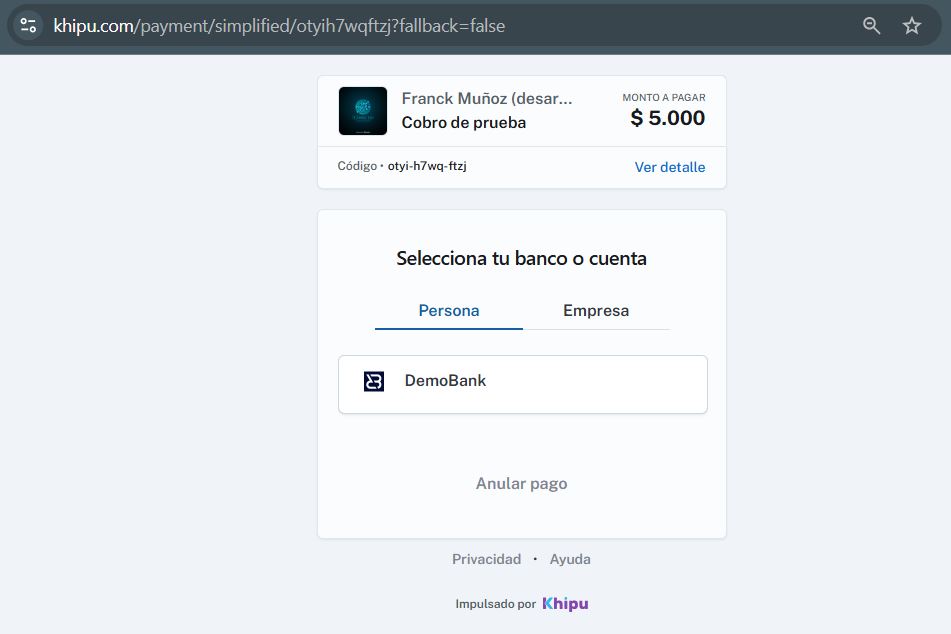 khipu.com/payment/simplified/otyih7wqftzj?fallback=false
Franck Muñoz (desar...
Cobro de prueba
MONTO A PAGAR
$ 5.000
Código • otyi-h7wq-ftzj
Ver detalle
Selecciona tu banco o cuenta
Persona
Empresa
DemoBank
Anular pago
Privacidad • Ayuda
Impulsado por Khipu